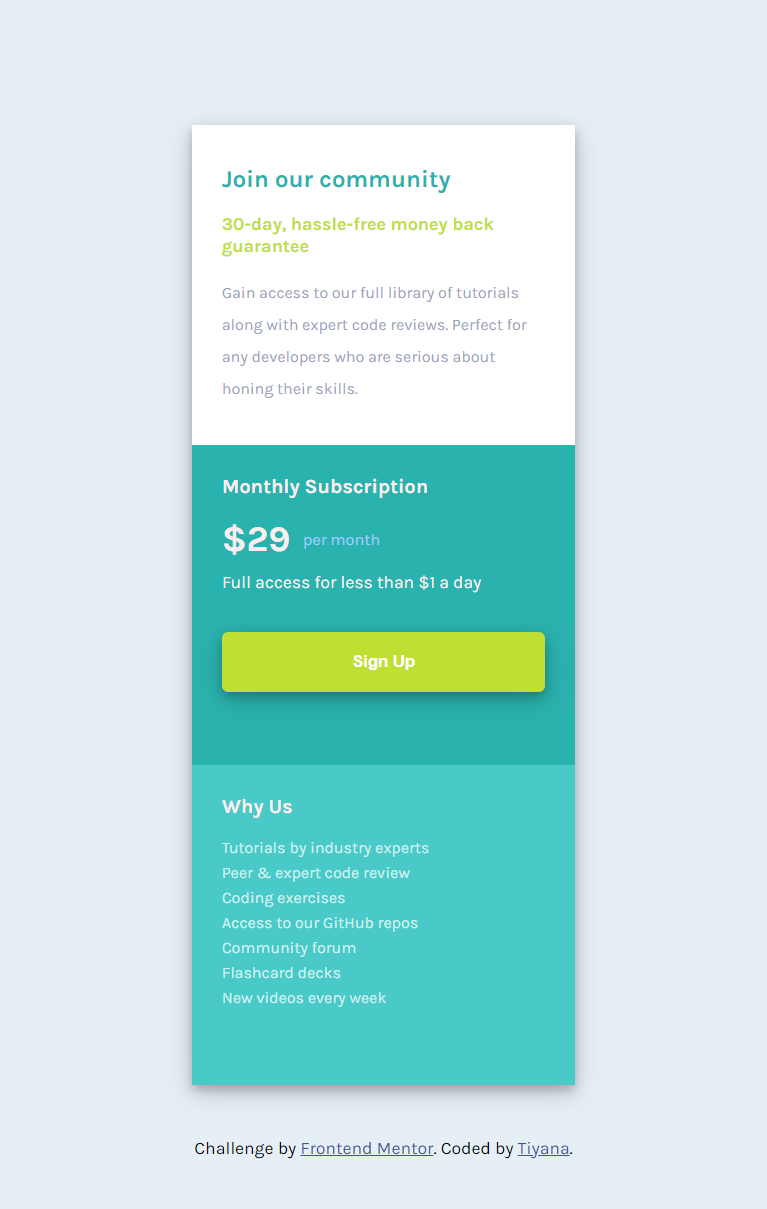 Join our community
30-day, hassle-free money back
guarantee
Gain access to our full library of tutorials
along with expert code reviews. Perfect for
any developers who are serious about
honing their skills.
Monthly Subscription
$29 per month
Full access for less than $1 a day
Sign Up
Why Us
Tutorials by industry experts
Peer & expert code review
Coding exercises
Access to our GitHub repos
Community forum
Flashcard decks
New videos every week
Challenge by Frontend Mentor. Coded by Tiyana.